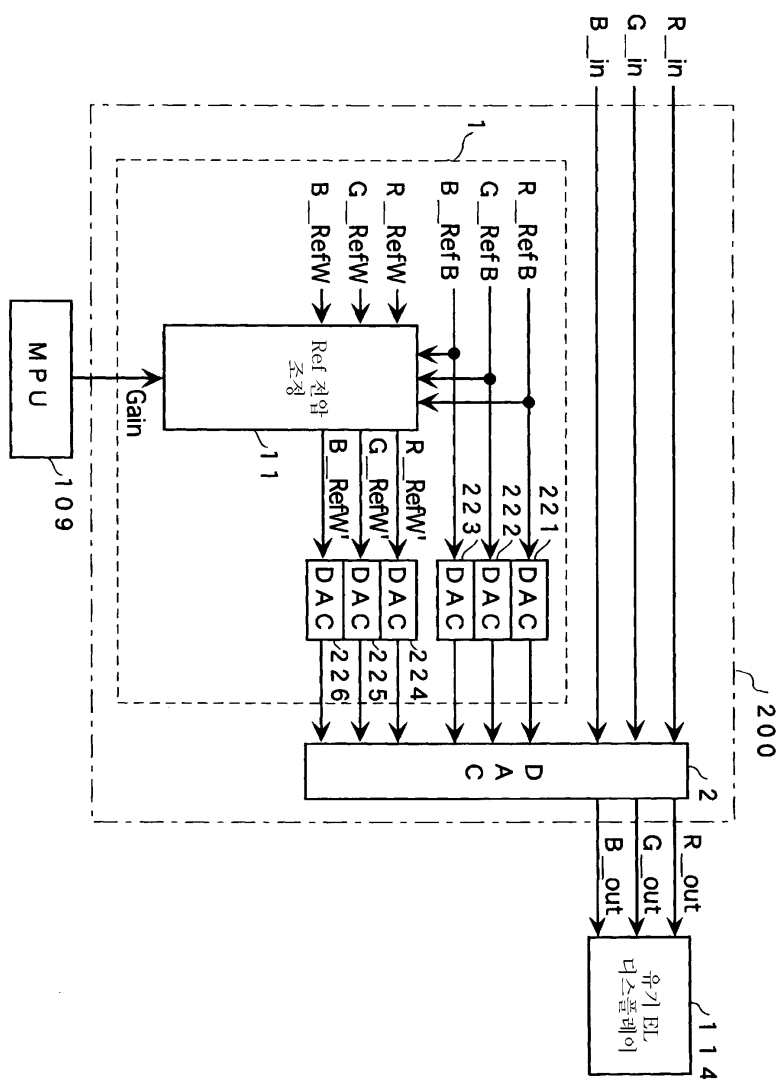 R_in
G_in
B_in
200
1
R_RefB
G_RefB
B_RefB
R_RefW
G_RefW
B_RefW
Ref 전압
조정
11
MPU
109
Gain
R_RefW'
G_RefW'
B_RefW'
221
222
223
DAC
DAC
DAC
224
225
226
DAC
DAC
DAC
DAC
2
R_out
G_out
B_out
유기 EL
디스플레이
114